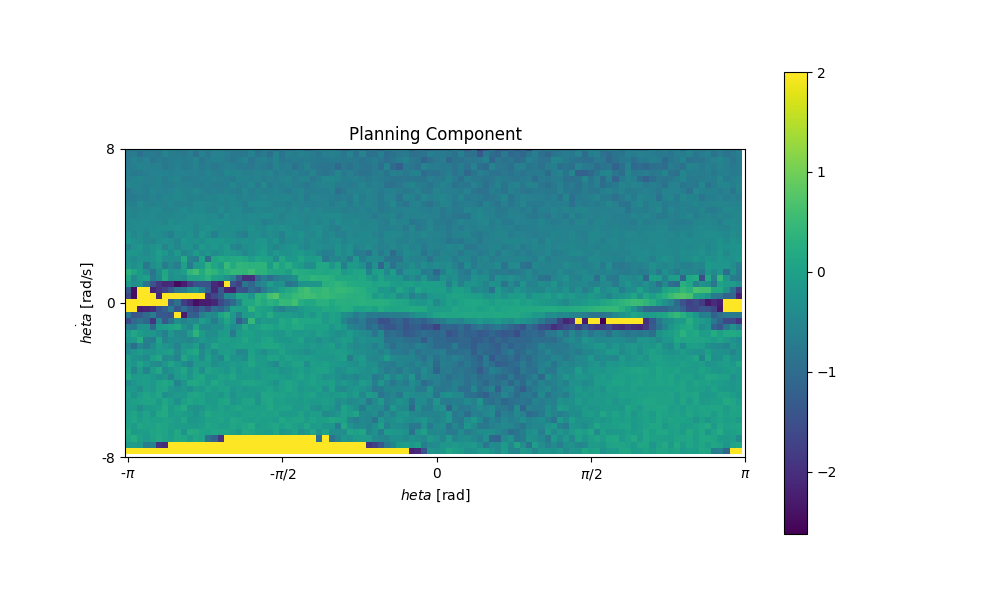 Planning Component
8
0
-8
ḣeta [rad/s]
-π
-π/2
0
π/2
π
heta [rad]
2
1
0
−1
−2